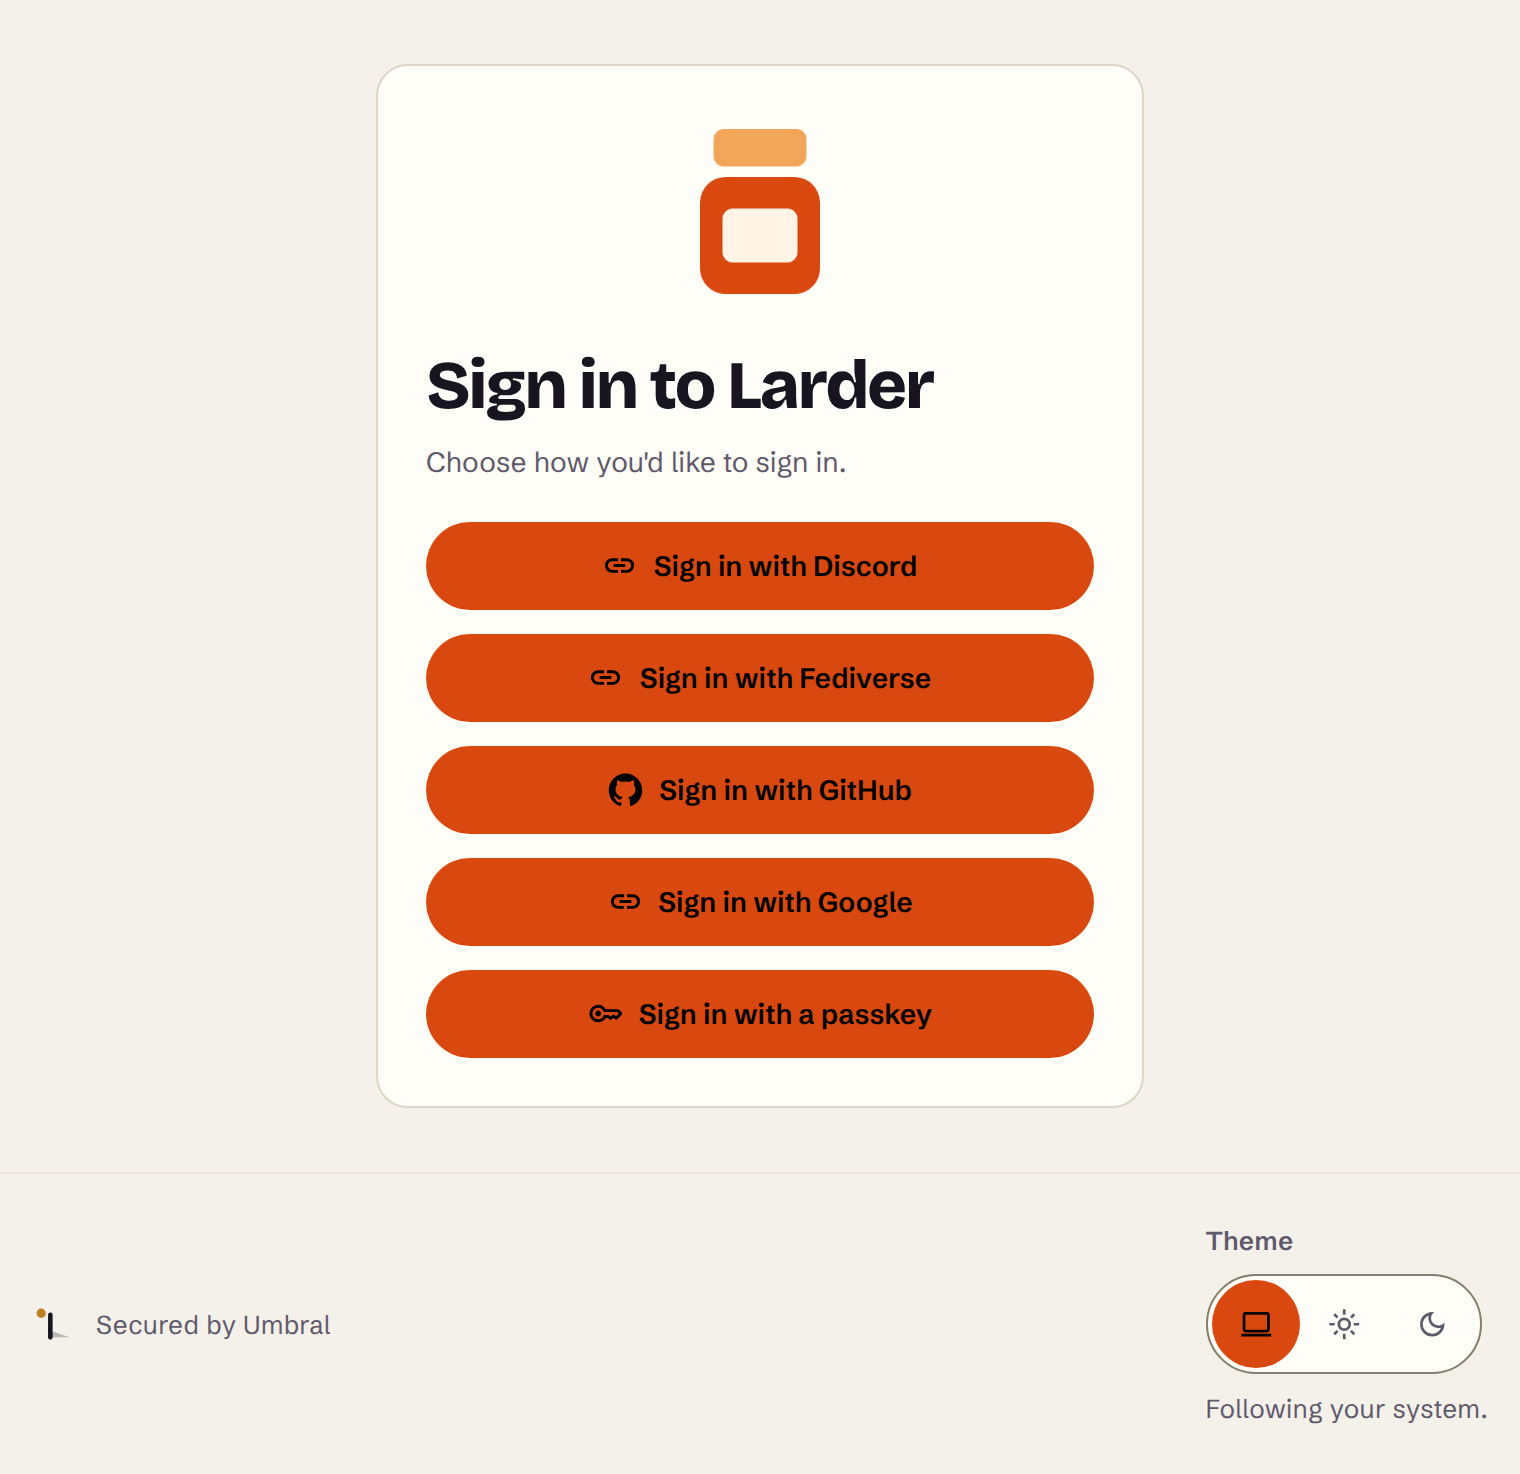 Sign in to Larder
Choose how you'd like to sign in.
Sign in with Discord
Sign in with Fediverse
Sign in with GitHub
Sign in with Google
Sign in with a passkey
Theme
Secured by Umbral
Following your system.